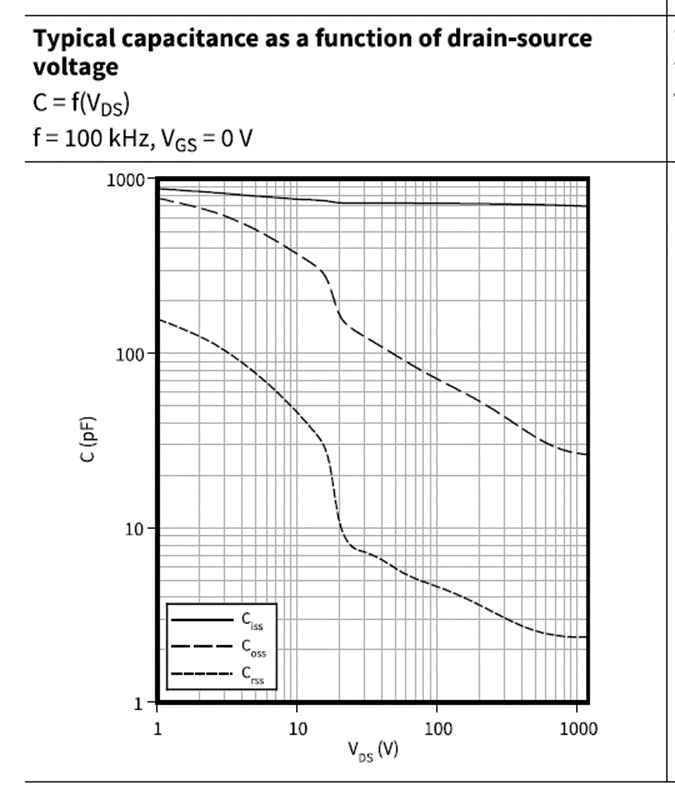 Typical capacitance as a function of drain-source
voltage
C = f(VDS)
f = 100 kHz, VGS = 0 V
1000
100
10
1
C (pF)
Ciss
Coss
Crss
1 10 100 1000
VDS (V)